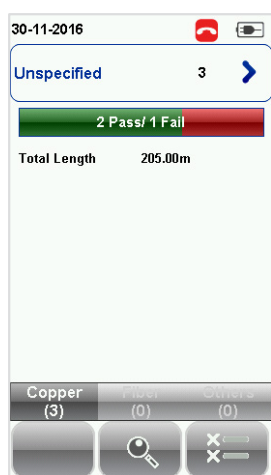 30-11-2016
Unspecified 3
2 Pass/ 1 Fail
Total Length 205.00m
Copper Fiber Others
(3) (0) (0)